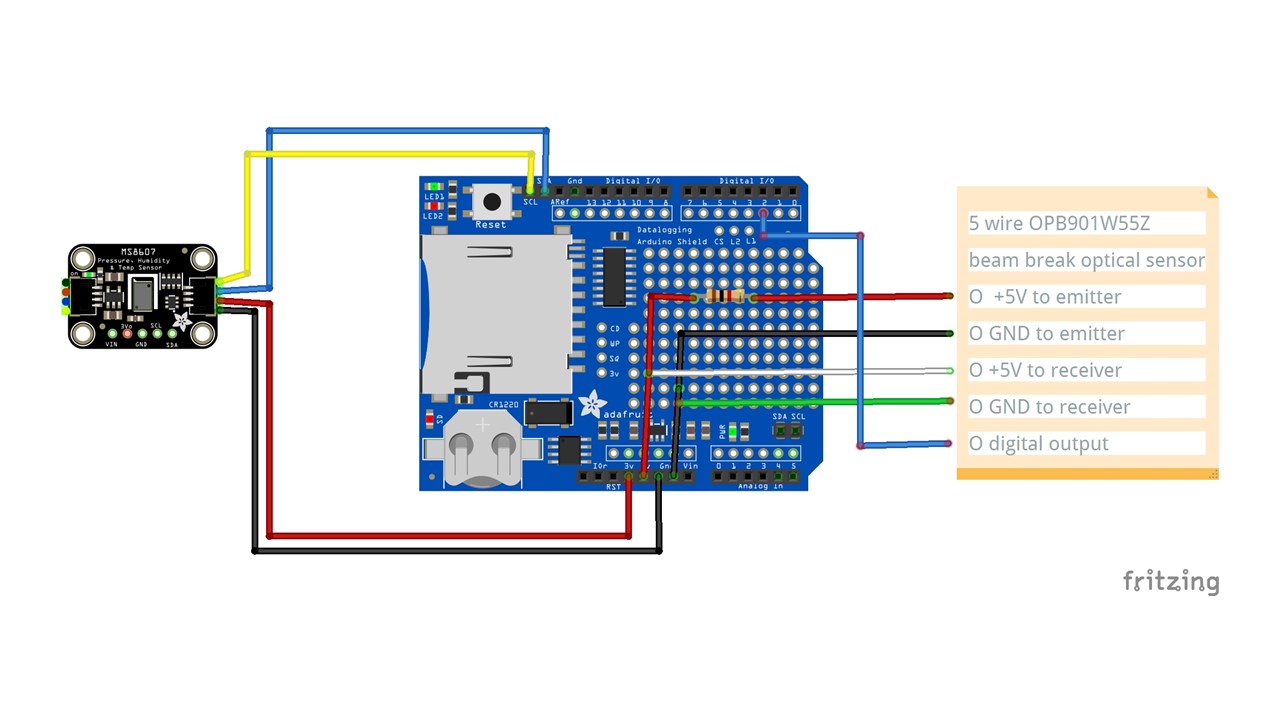 SDA Gnd Digital I/O Digital I/O
SCL ARef 13 12 11 10 9 8 7 6 5 4 3 2 1 0
LED1
LED2
Reset
Datalogging
Arduino Shield CS L2 L1
MS8607
Pressure, Humidity
& Temp Sensor
on
3Vo SCL
VIN GND SDA
CD
WP
SQ
3v
CR1220
SD
adafruit
PWR
SDA SCL
IOr 3v Gnd Vin 0 1 2 3 4 5
RST Analog in
5 wire OPB901W55Z
beam break optical sensor
O +5V to emitter
O GND to emitter
O +5V to receiver
O GND to receiver
O digital output
fritzing